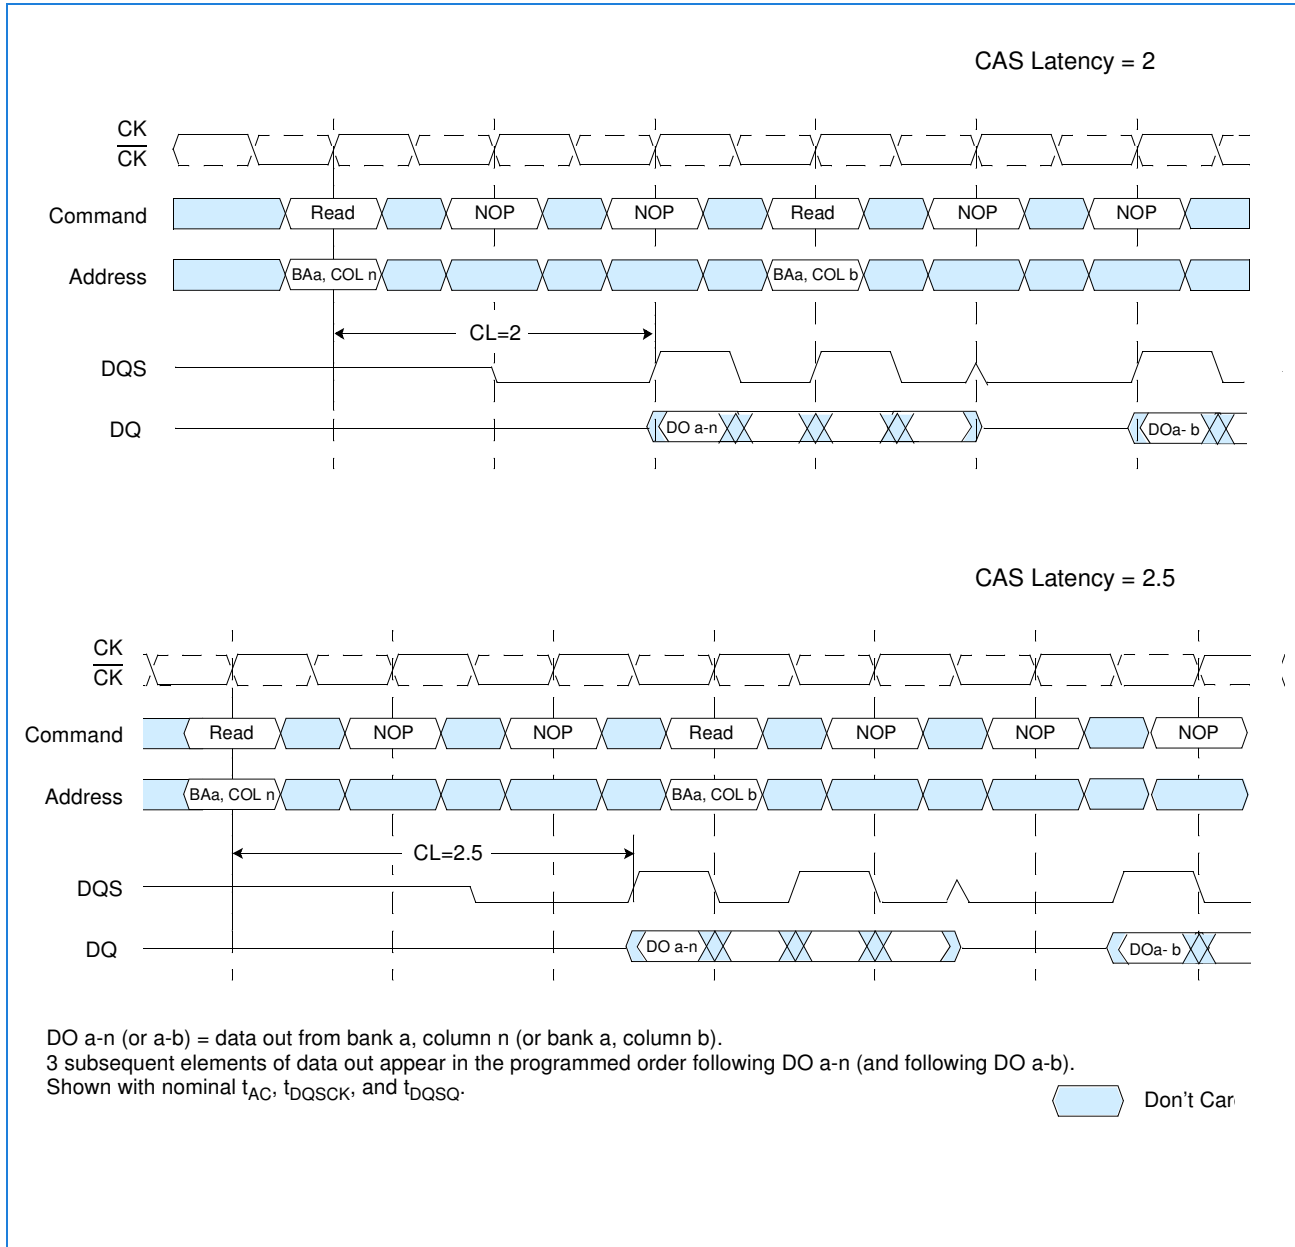 CAS Latency = 2
CK
CK
Command
Read
NOP
NOP
Read
NOP
NOP
Address
BAa, COL n
BAa, COL b
CL=2
DQS
DQ
DO a-n
DOa- b
CAS Latency = 2.5
CK
CK
Command
Read
NOP
NOP
Read
NOP
NOP
NOP
Address
BAa, COL n
BAa, COL b
CL=2.5
DQS
DQ
DO a-n
DOa- b
DO a-n (or a-b) = data out from bank a, column n (or bank a, column b).
3 subsequent elements of data out appear in the programmed order following DO a-n (and following DO a-b).
Shown with nominal tAC, tDQSCK, and tDQSQ.
Don't Car